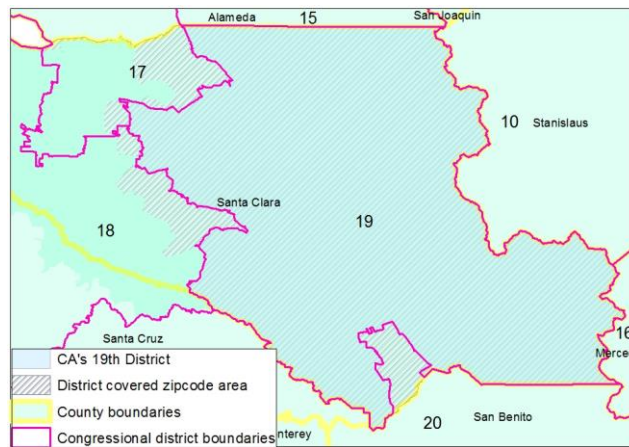 Alameda
15
San Joaquin
17
10
Stanislaus
Santa Clara
19
18
16
Santa Cruz
Merce
CA's 19th District
District covered zipcode area
County boundaries
20
San Benito
Congressional district boundaries
nterey